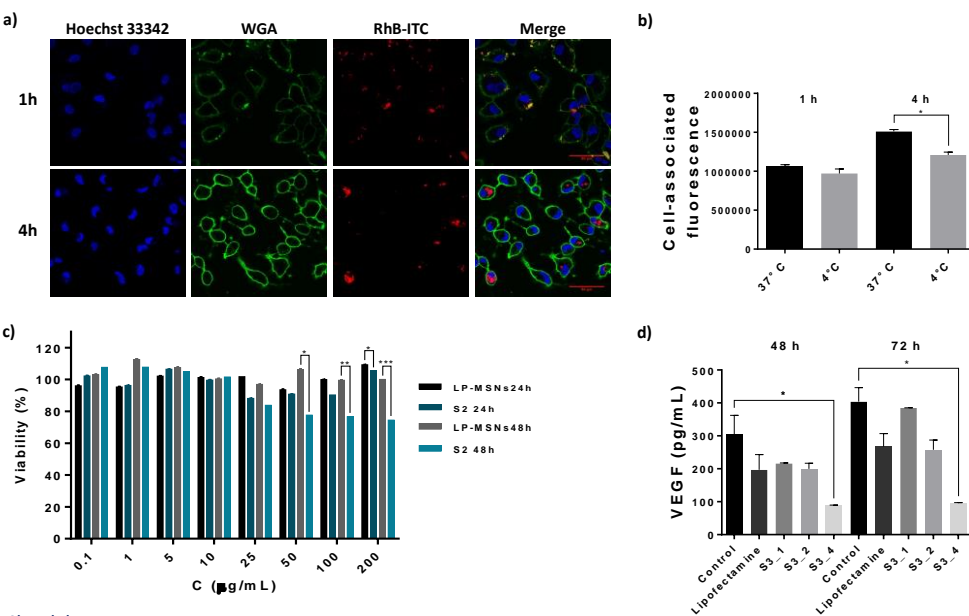 a)
Hoechst 33342 WGA RhB-ITC Merge
1h
4h
b)
Cell-associated
fluorescence
2000000
1500000
1000000
500000
0
1 h 4 h
*
37° C 4°C 37° C 4°C
c)
Viability (%)
120
100
80
60
40
20
0
* ** * ***
0.1 1 5 10 25 50 100 200
C (µg/mL)
LP-MSNs24h
S2 24h
LP-MSNs48h
S2 48h
d)
48 h 72 h
VEGF (pg/mL)
500
400
300
200
100
0
* *
Control Lipofectamine S3_1 S3_2 S3_4 Control Lipofectamine S3_1 S3_2 S3_4